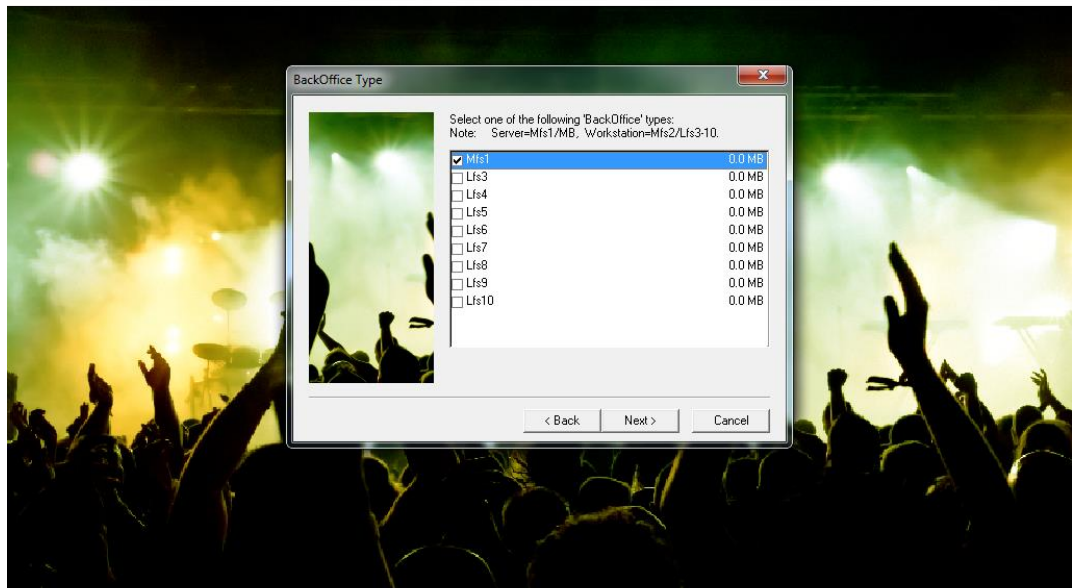 BackOffice Type
Select one of the following 'BackOffice' types:
Note: Server=Mfs1/MB, Workstation=Mfs2/Lfs3-10.
Mfs1 0.0 MB
Lfs3 0.0 MB
Lfs4 0.0 MB
Lfs5 0.0 MB
Lfs6 0.0 MB
Lfs7 0.0 MB
Lfs8 0.0 MB
Lfs9 0.0 MB
Lfs10 0.0 MB
< Back Next > Cancel